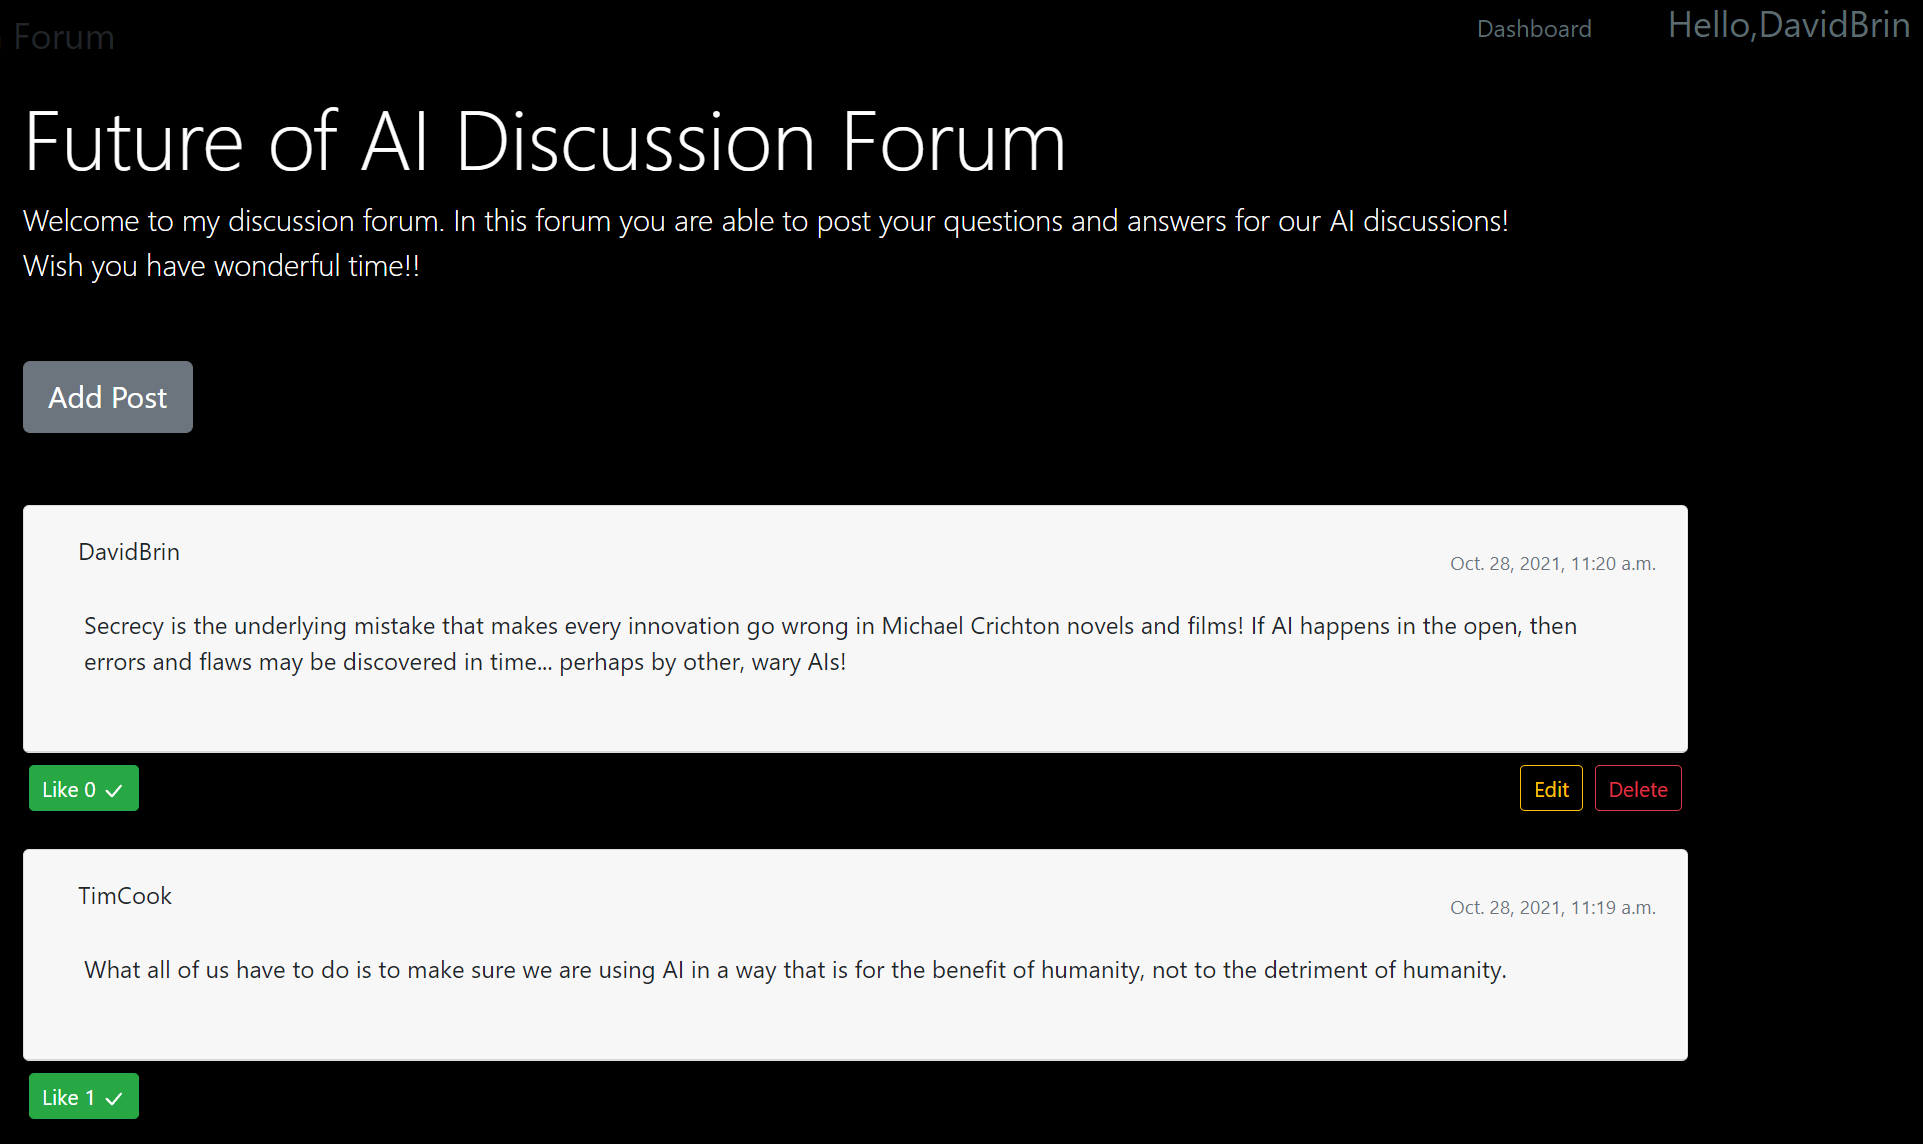 Forum
Dashboard
Hello,DavidBrin
Future of AI Discussion Forum
Welcome to my discussion forum. In this forum you are able to post your questions and answers for our AI discussions!
Wish you have wonderful time!!
Add Post
DavidBrin
Oct. 28, 2021, 11:20 a.m.
Secrecy is the underlying mistake that makes every innovation go wrong in Michael Crichton novels and films! If AI happens in the open, then
errors and flaws may be discovered in time... perhaps by other, wary AIs!
Like 0 ✓
Edit
Delete
TimCook
Oct. 28, 2021, 11:19 a.m.
What all of us have to do is to make sure we are using AI in a way that is for the benefit of humanity, not to the detriment of humanity.
Like 1 ✓